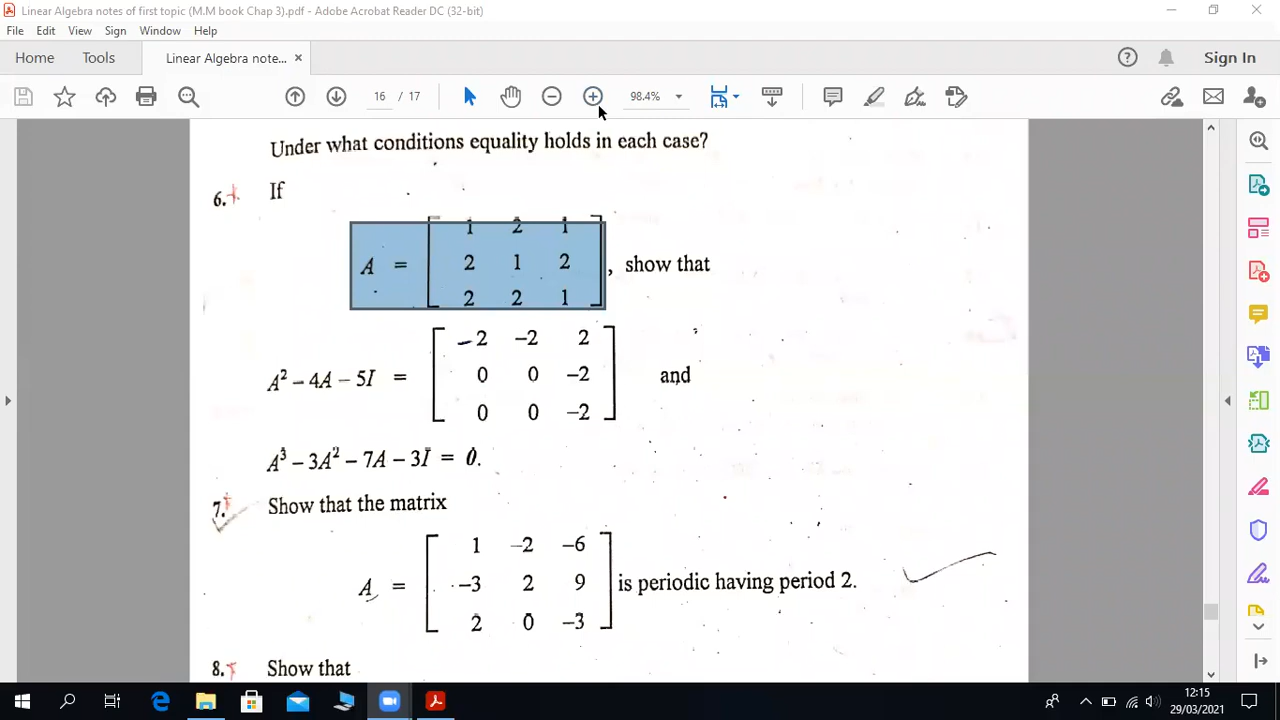 Linear Algebra notes of first topic (M.M book Chap 3).pdf - Adobe Acrobat Reader DC (32-bit)
File Edit View Sign Window Help
Home Tools Linear Algebra note... × Sign In
16 / 17 98.4%
Under what conditions equality holds in each case?
6. If
1 2 1
A = 2 1 2 , show that
2 2 1
-2 -2 2
A² - 4A - 5I = 0 0 -2 and
0 0 -2
A³ - 3A² - 7A - 3I = 0.
7. Show that the matrix
1 -2 -6
A = -3 2 9 is periodic having period 2.
2 0 -3
8. Show that
12:15
29/03/2021